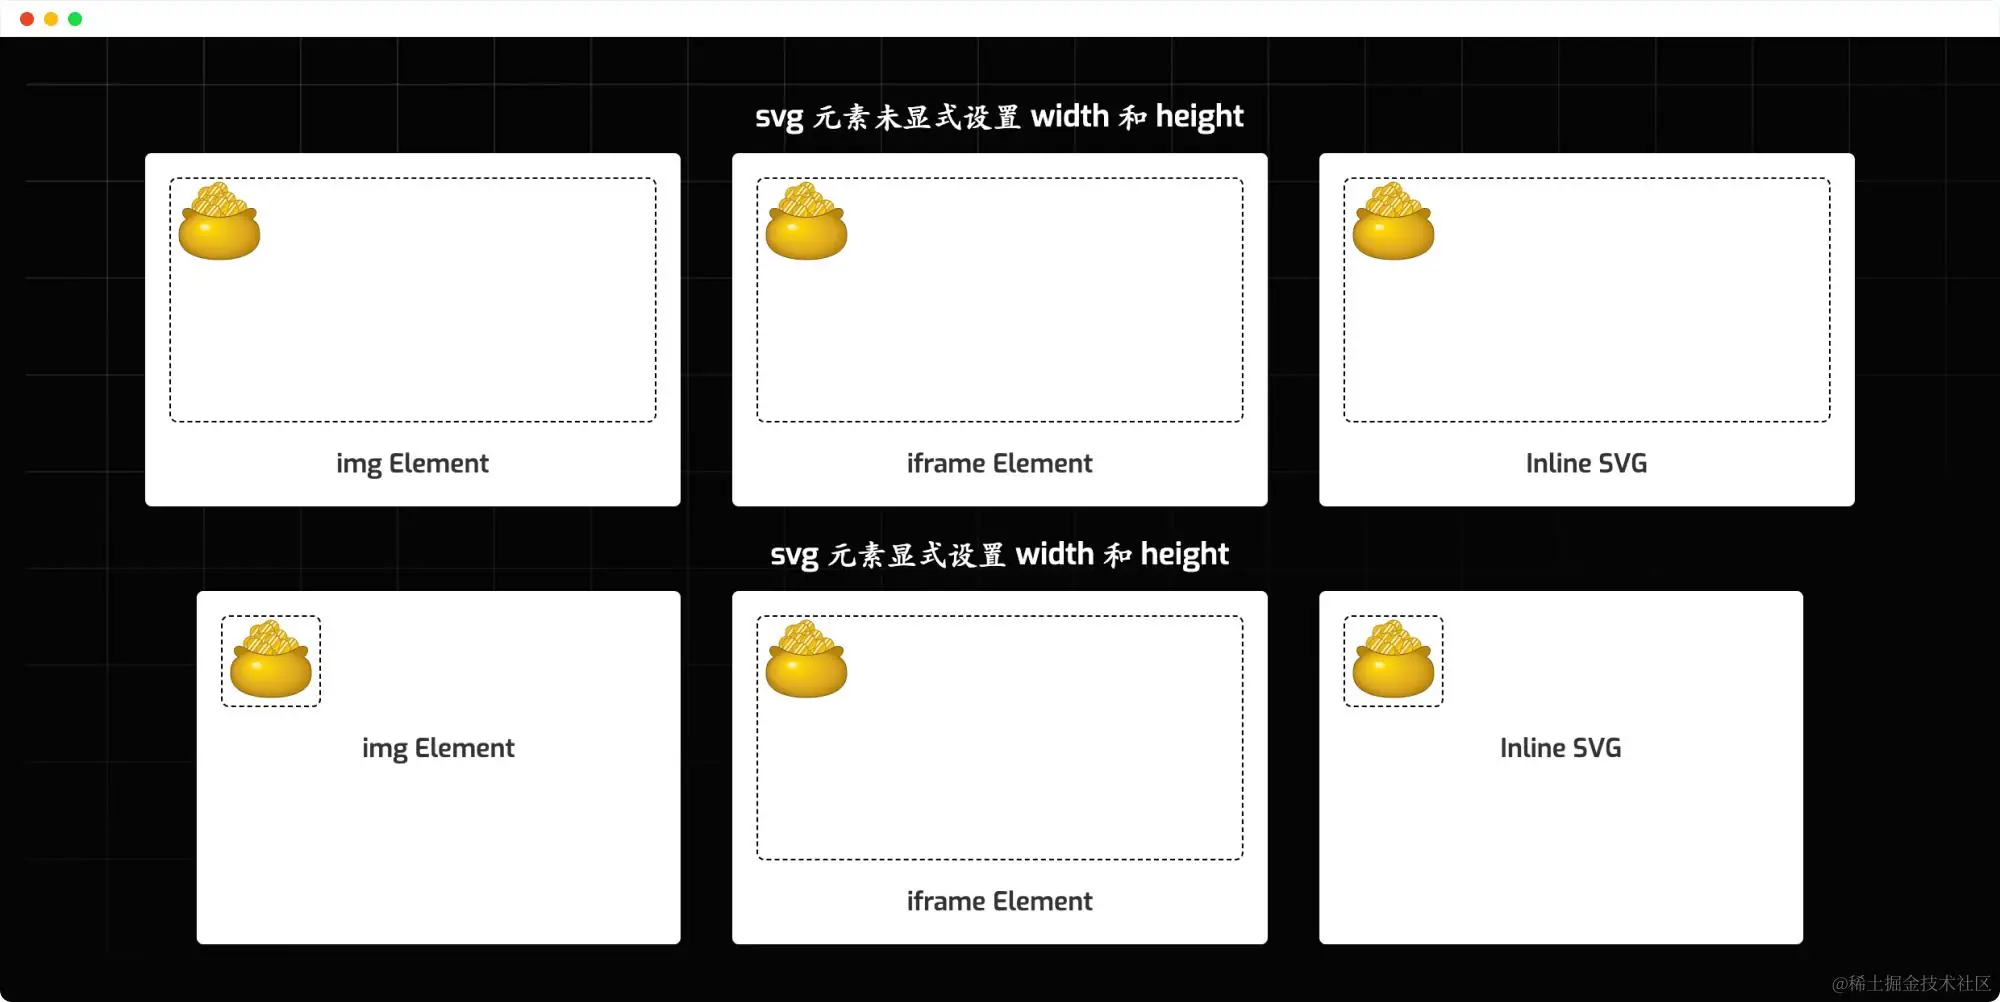 svg 元素未显式设置 width 和 height
img Element
iframe Element
Inline SVG
svg 元素显式设置 width 和 height
img Element
iframe Element
Inline SVG
@稀土掘金技术社区